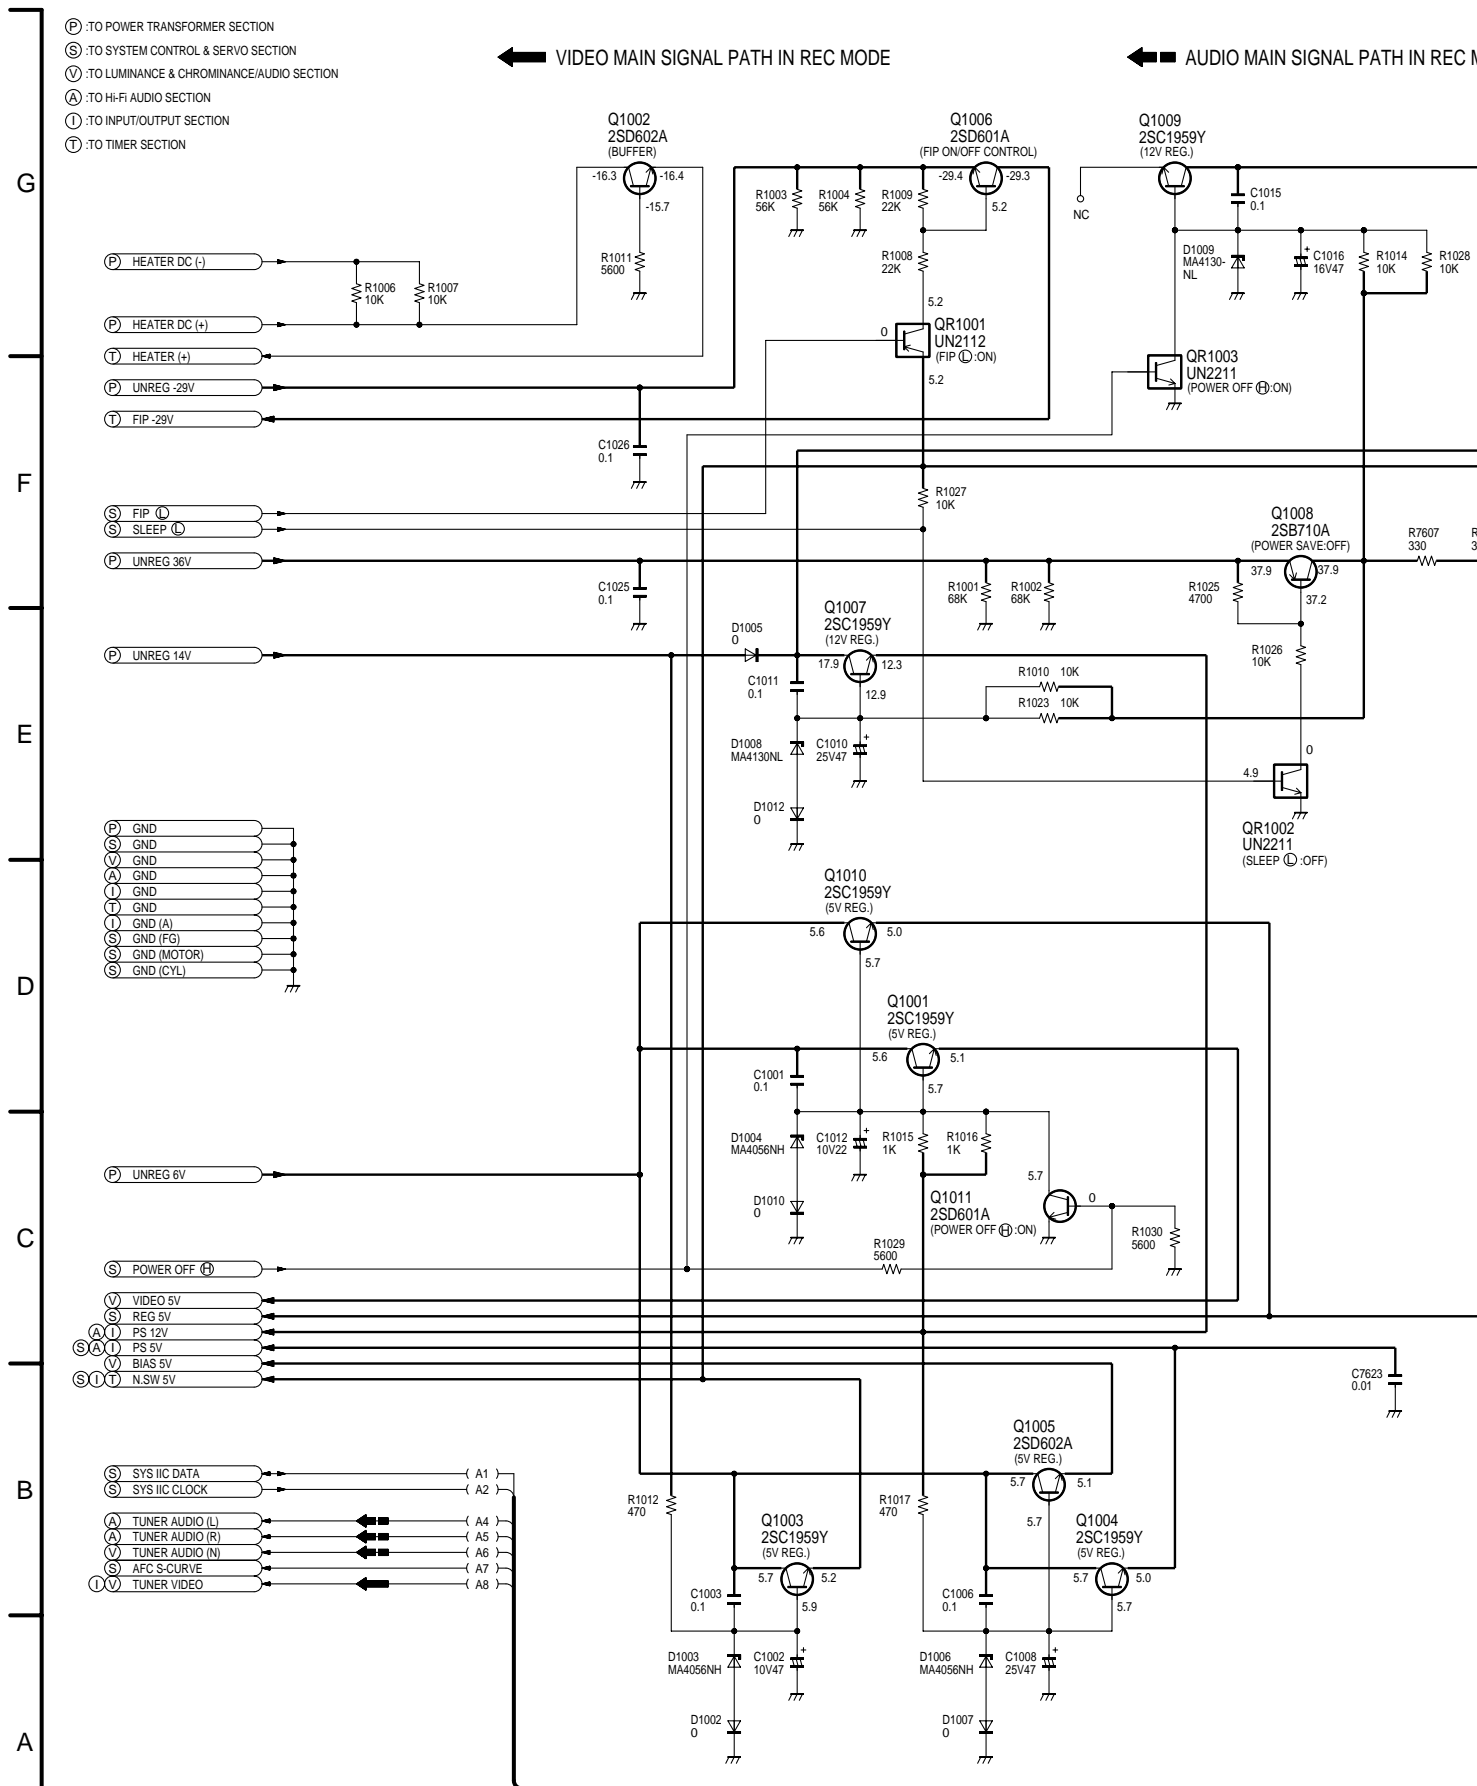 Ⓟ :TO POWER TRANSFORMER SECTION
Ⓢ :TO SYSTEM CONTROL & SERVO SECTION
Ⓥ :TO LUMINANCE & CHROMINANCE/AUDIO SECTION
Ⓐ :TO Hi-Fi AUDIO SECTION
Ⓘ :TO INPUT/OUTPUT SECTION
Ⓣ :TO TIMER SECTION
VIDEO MAIN SIGNAL PATH IN REC MODE
AUDIO MAIN SIGNAL PATH IN REC
G
Q1002
2SD602A
(BUFFER)
-16.3
-16.4
-15.7
R1011
5600
R1003
56K
R1004
56K
R1009
22K
Q1006
2SD601A
(FIP ON/OFF CONTROL)
-29.4
-29.3
5.2
R1008
22K
5.2
0
QR1001
UN2112
(FIP Ⓛ:ON)
5.2
Q1009
2SC1959Y
(12V REG.)
NC
C1015
0.1
D1009
MA4130-
NL
C1016
16V47
+
R1014
10K
R1028
10K
QR1003
UN2211
(POWER OFF Ⓗ:ON)
Ⓟ HEATER DC (-)
R1006
10K
R1007
10K
Ⓟ HEATER DC (+)
Ⓣ HEATER (+)
Ⓟ UNREG -29V
Ⓣ FIP -29V
C1026
0.1
F
Ⓢ FIP Ⓛ
Ⓢ SLEEP Ⓛ
R1027
10K
Ⓟ UNREG 36V
C1025
0.1
R1001
68K
R1002
68K
Q1008
2SB710A
(POWER SAVE:OFF)
37.9
37.9
37.2
R1025
4700
R1026
10K
R7607
330
R
3
Ⓟ UNREG 14V
D1005
0
C1011
0.1
Q1007
2SC1959Y
(12V REG.)
17.9
12.3
12.9
R1010 10K
R1023 10K
E
D1008
MA4130NL
C1010
25V47
+
D1012
0
0
4.9
QR1002
UN2211
(SLEEP Ⓛ:OFF)
Ⓟ GND
Ⓢ GND
Ⓥ GND
Ⓐ GND
Ⓘ GND
Ⓣ GND
Ⓘ GND (A)
Ⓢ GND (FG)
Ⓢ GND (MOTOR)
Ⓢ GND (CYL)
D
Q1010
2SC1959Y
(5V REG.)
5.6
5.0
5.7
Q1001
2SC1959Y
(5V REG.)
5.6
5.1
5.7
C1001
0.1
D1004
MA4056NH
C1012
10V22
+
R1015
1K
R1016
1K
D1010
0
Ⓟ UNREG 6V
C
5.7
0
Q1011
2SD601A
(POWER OFF Ⓗ:ON)
R1029
5600
R1030
5600
Ⓢ POWER OFF Ⓗ
Ⓥ VIDEO 5V
Ⓢ REG 5V
Ⓐ Ⓘ PS 12V
Ⓢ Ⓐ Ⓘ PS 5V
Ⓥ BIAS 5V
Ⓢ Ⓘ Ⓣ N.SW 5V
C7623
0.01
B
Ⓢ SYS IIC DATA ( A1 )
Ⓢ SYS IIC CLOCK ( A2 )
Ⓐ TUNER AUDIO (L) ( A4 )
Ⓐ TUNER AUDIO (R) ( A5 )
Ⓥ TUNER AUDIO (N) ( A6 )
Ⓢ AFC S-CURVE ( A7 )
Ⓘ Ⓥ TUNER VIDEO ( A8 )
R1012
470
Q1003
2SC1959Y
(5V REG.)
5.7
5.2
5.9
C1003
0.1
R1017
470
Q1005
2SD602A
(5V REG.)
5.7
5.1
5.7
Q1004
2SC1959Y
(5V REG.)
5.7
5.0
5.7
C1006
0.1
D1003
MA4056NH
C1002
10V47
+
D1006
MA4056NH
C1008
25V47
+
D1002
0
D1007
0
A